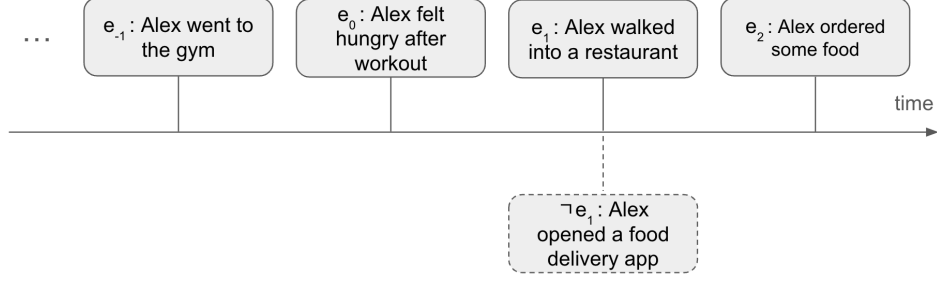 ...
e-1 : Alex went to
the gym
e0 : Alex felt
hungry after
workout
e1 : Alex walked
into a restaurant
e2 : Alex ordered
some food
time
¬e1 : Alex
opened a food
delivery app